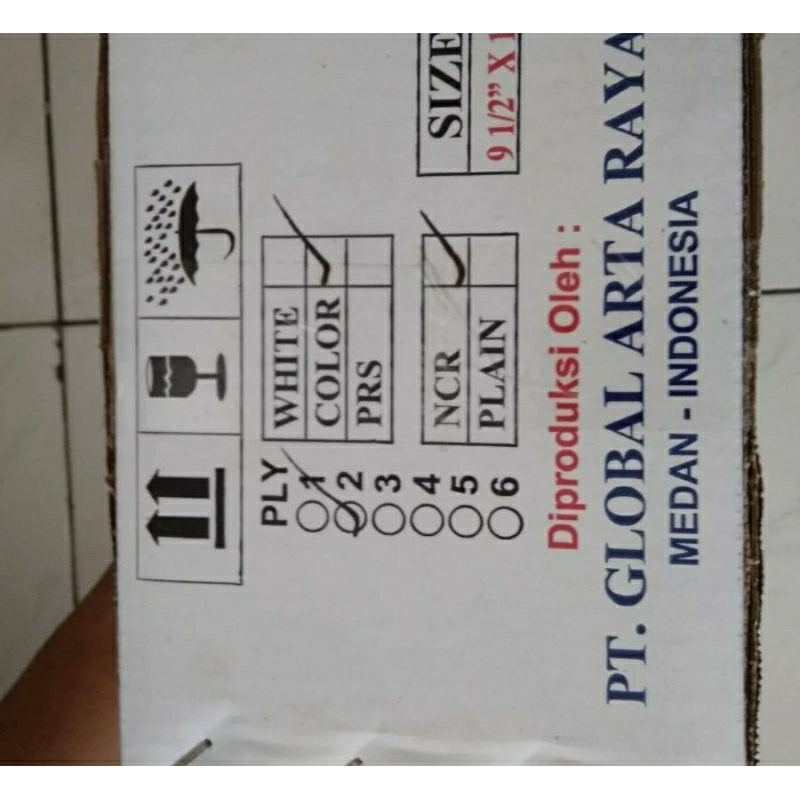 PLY
1
2
3
4
5
6
WHITE
COLOR
PRS
NCR
PLAIN
SIZE
9 1/2” X 1
Diproduksi Oleh :
PT. GLOBAL ARTA RAYA
MEDAN - INDONESIA